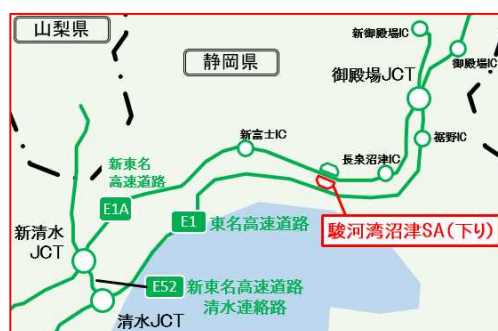 山梨県
静岡県
新御殿場IC
御殿場IC
御殿場JCT
裾野IC
新富士IC
長泉沼津IC
新東名
高速道路
E1A
E1
東名高速道路
駿河湾沼津SA(下り)
新清水
JCT
E52
新東名高速道路
清水連絡路
清水JCT